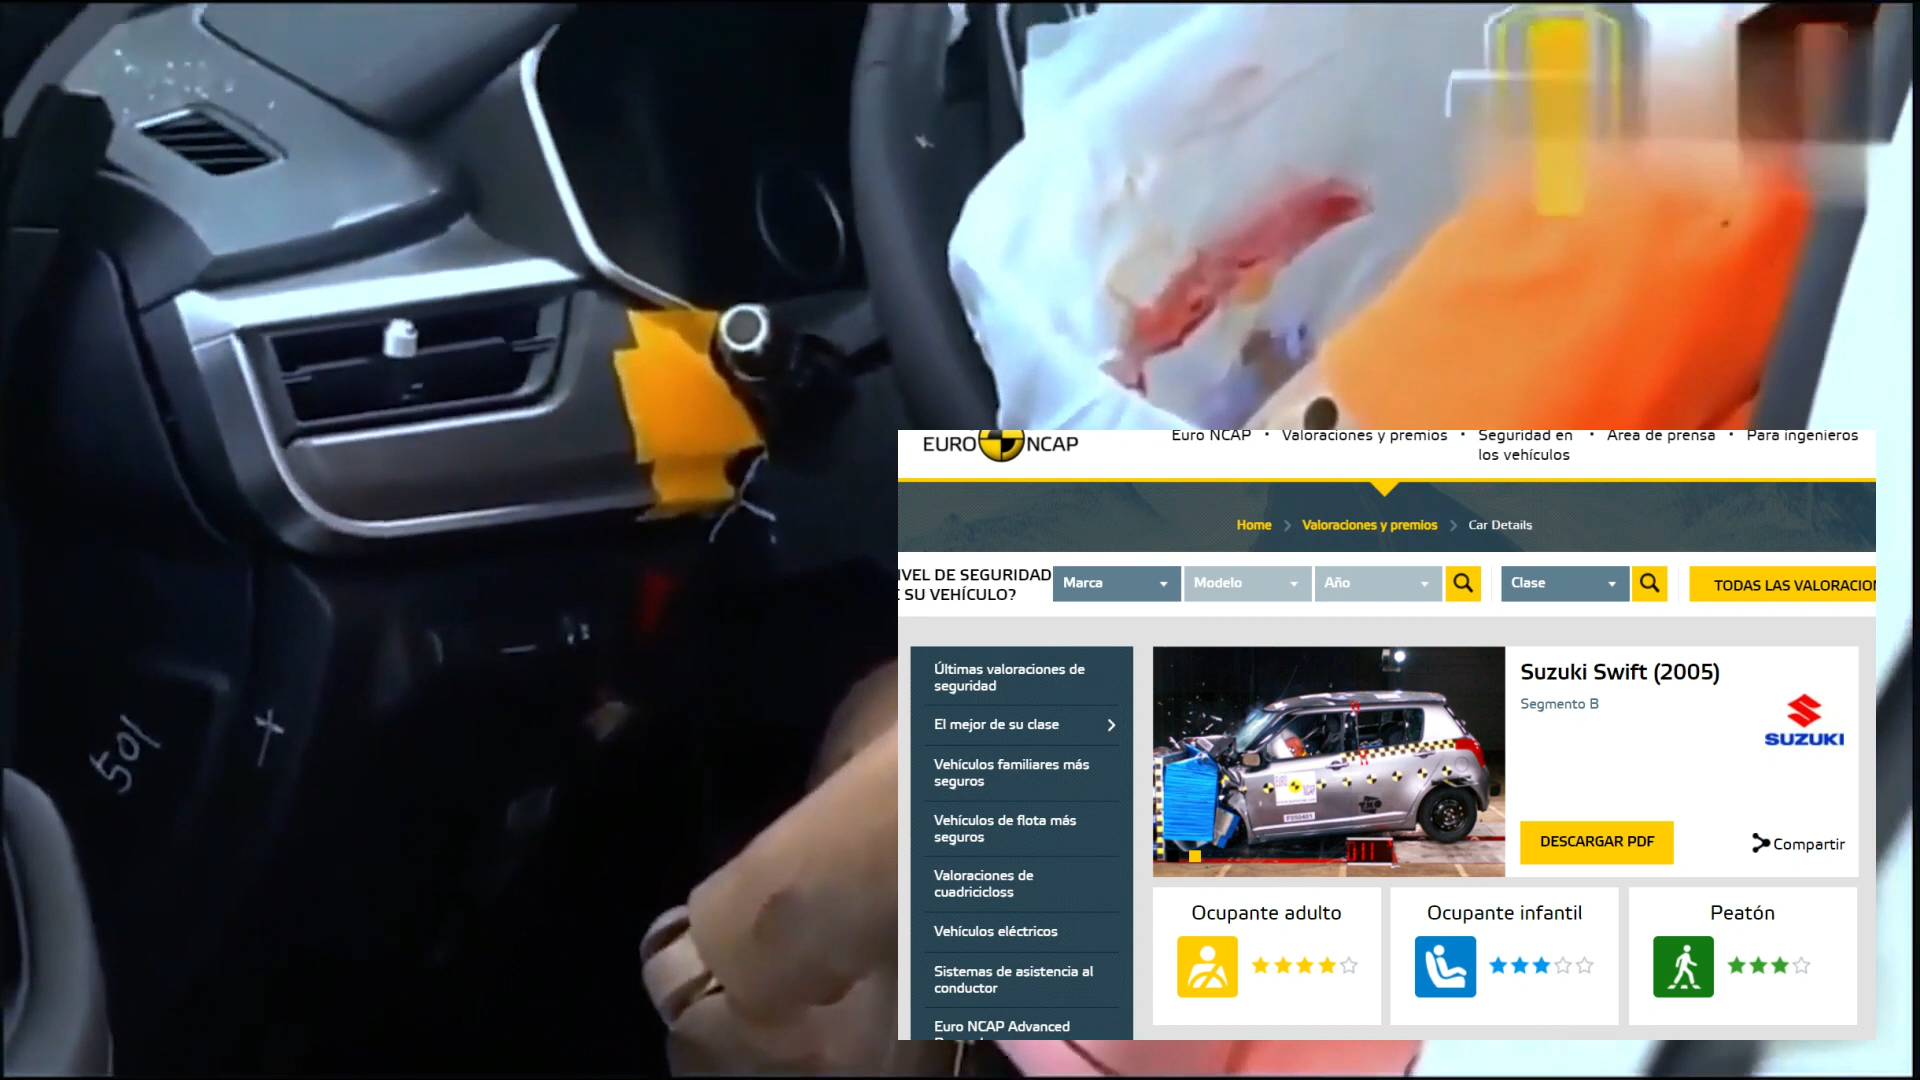 EURO NCAP
Euro NCAP • Valoraciones y premios • Seguridad en los vehículos • Area de prensa • Para ingenieros
Home > Valoraciones y premios > Car Details
IVEL DE SEGURIDAD
SU VEHÍCULO?
Marca
Modelo
Año
Clase
TODAS LAS VALORACION
Últimas valoraciones de
seguridad
El mejor de su clase
Vehículos familiares más
seguros
Vehículos de flota más
seguros
Valoraciones de
cuadricicloss
Vehículos eléctricos
Sistemas de asistencia al
conductor
Euro NCAP Advanced
Suzuki Swift (2005)
Segmento B
SUZUKI
DESCARGAR PDF
Compartir
Ocupante adulto
Ocupante infantil
Peatón
501